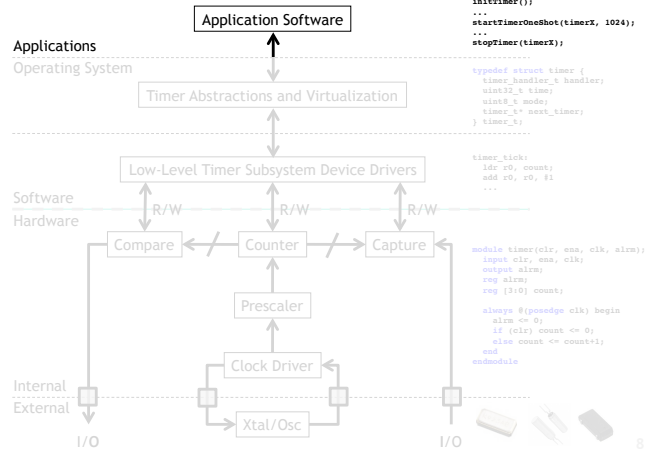 initTimer();
...
startTimerOneShot(timerX, 1024);
...
stopTimer(timerX);
Application Software
Applications
Operating System
Timer Abstractions and Virtualization
typedef struct timer {
timer_handler_t handler;
uint32_t time;
uint8_t mode;
timer_t* next_timer;
} timer_t;
Low-Level Timer Subsystem Device Drivers
timer_tick:
ldr r0, count;
add r0, r0, #1
...
Software
R/W R/W R/W
Hardware
Compare Counter Capture
module timer(clr, ena, clk, alrm);
input clr, ena, clk;
output alrm;
reg alrm;
reg [3:0] count;
always @(posedge clk) begin
alrm <= 0;
if (clr) count <= 0;
else count <= count+1;
end
endmodule
Prescaler
Clock Driver
Internal
External
Xtal/Osc
I/O I/O
8